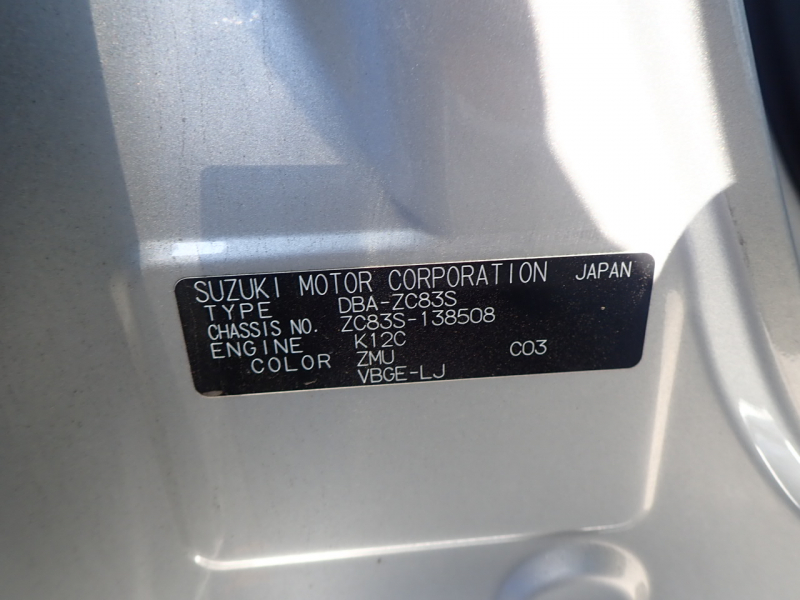 SUZUKI MOTOR CORPORATION JAPAN
TYPE DBA-ZC83S
CHASSIS NO. ZC83S-138508
ENGINE K12C
COLOR ZMU C03
VBGE-LJ